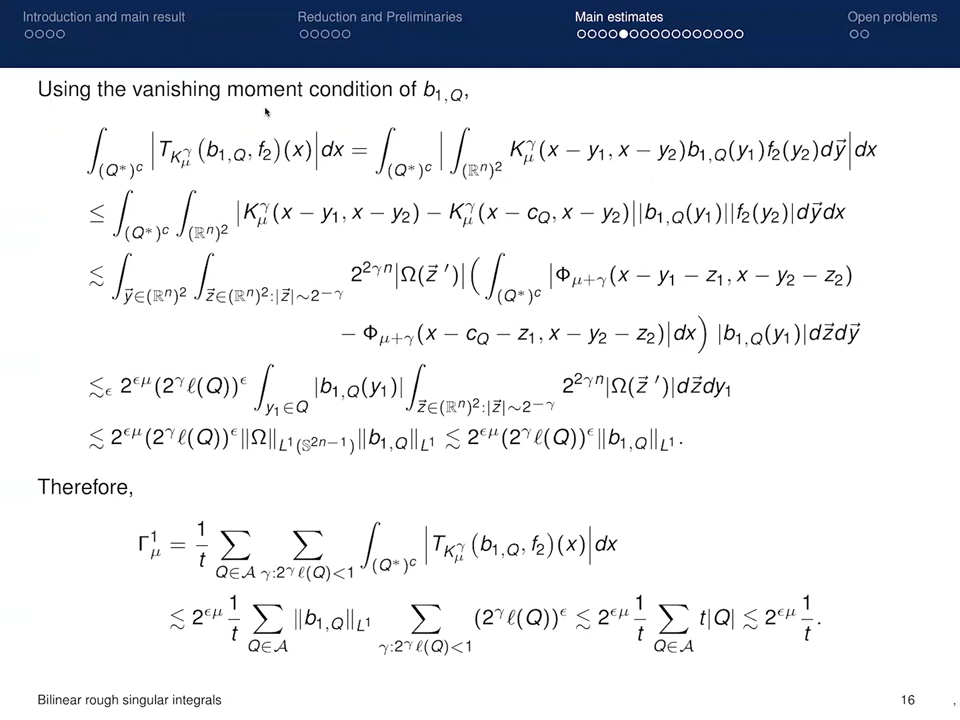 Introduction and main result Reduction and Preliminaries Main estimates Open problems
Using the vanishing moment condition of b_{1,Q},
∫_{(Q*)^c} |T_{K_μ^γ}(b_{1,Q}, f_2)(x)|dx = ∫_{(Q*)^c} |∫_{(ℝ^n)^2} K_μ^γ(x − y_1, x − y_2)b_{1,Q}(y_1)f_2(y_2)d\vec{y}|dx
≤ ∫_{(Q*)^c} ∫_{(ℝ^n)^2} |K_μ^γ(x − y_1, x − y_2) − K_μ^γ(x − c_Q, x − y_2)||b_{1,Q}(y_1)||f_2(y_2)|d\vec{y}dx
≲ ∫_{\vec{y}∈(ℝ^n)^2} ∫_{\vec{z}∈(ℝ^n)^2:|\vec{z}|∼2^{−γ}} 2^{2γn}|Ω(\vec{z} ′)|(∫_{(Q*)^c} |Φ_{μ+γ}(x − y_1 − z_1, x − y_2 − z_2)
− Φ_{μ+γ}(x − c_Q − z_1, x − y_2 − z_2)|dx) |b_{1,Q}(y_1)|d\vec{z}d\vec{y}
≲_ϵ 2^{ϵμ}(2^γ ℓ(Q))^ϵ ∫_{y_1∈Q} |b_{1,Q}(y_1)| ∫_{\vec{z}∈(ℝ^n)^2:|\vec{z}|∼2^{−γ}} 2^{2γn}|Ω(\vec{z} ′)|d\vec{z}dy_1
≲ 2^{ϵμ}(2^γ ℓ(Q))^ϵ‖Ω‖_{L^1(𝕊^{2n−1})}‖b_{1,Q}‖_{L^1} ≲ 2^{ϵμ}(2^γ ℓ(Q))^ϵ‖b_{1,Q}‖_{L^1}.
Therefore,
Γ_μ^1 = \frac{1}{t} ∑_{Q∈𝒜} ∑_{γ:2^γ ℓ(Q)<1} ∫_{(Q*)^c} |T_{K_μ^γ}(b_{1,Q}, f_2)(x)|dx
≲ 2^{ϵμ} \frac{1}{t} ∑_{Q∈𝒜} ‖b_{1,Q}‖_{L^1} ∑_{γ:2^γ ℓ(Q)<1} (2^γ ℓ(Q))^ϵ ≲ 2^{ϵμ} \frac{1}{t} ∑_{Q∈𝒜} t|Q| ≲ 2^{ϵμ} \frac{1}{t}.
Bilinear rough singular integrals 16 ,